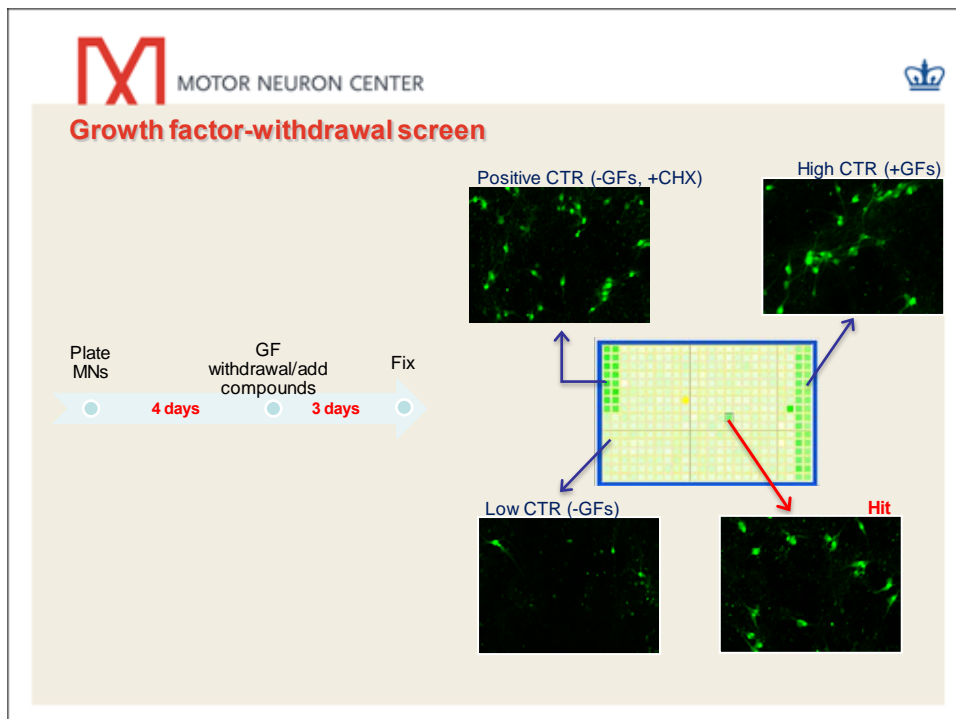 MOTOR NEURON CENTER
Growth factor-withdrawal screen
Positive CTR (-GFs, +CHX)
High CTR (+GFs)
Plate
MNs
GF
withdrawal/add
compounds
Fix
4 days
3 days
Low CTR (-GFs)
Hit